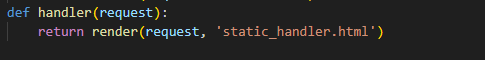 def handler(request):
    return render(request, 'static_handler.html')